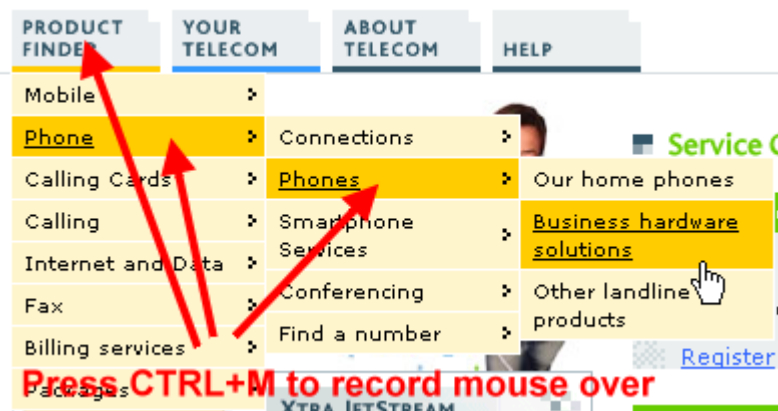 PRODUCT FINDER
YOUR TELECOM
ABOUT TELECOM
HELP
Mobile
Phone
Calling Cards
Calling
Internet and Data
Fax
Billing services
Packages
Connections
Phones
Smartphone
Services
Conferencing
Find a number
Our home phones
Business hardware
solutions
Other landline
products
Service
Register
Press CTRL+M to record mouse over
XTRA JETSTREAM